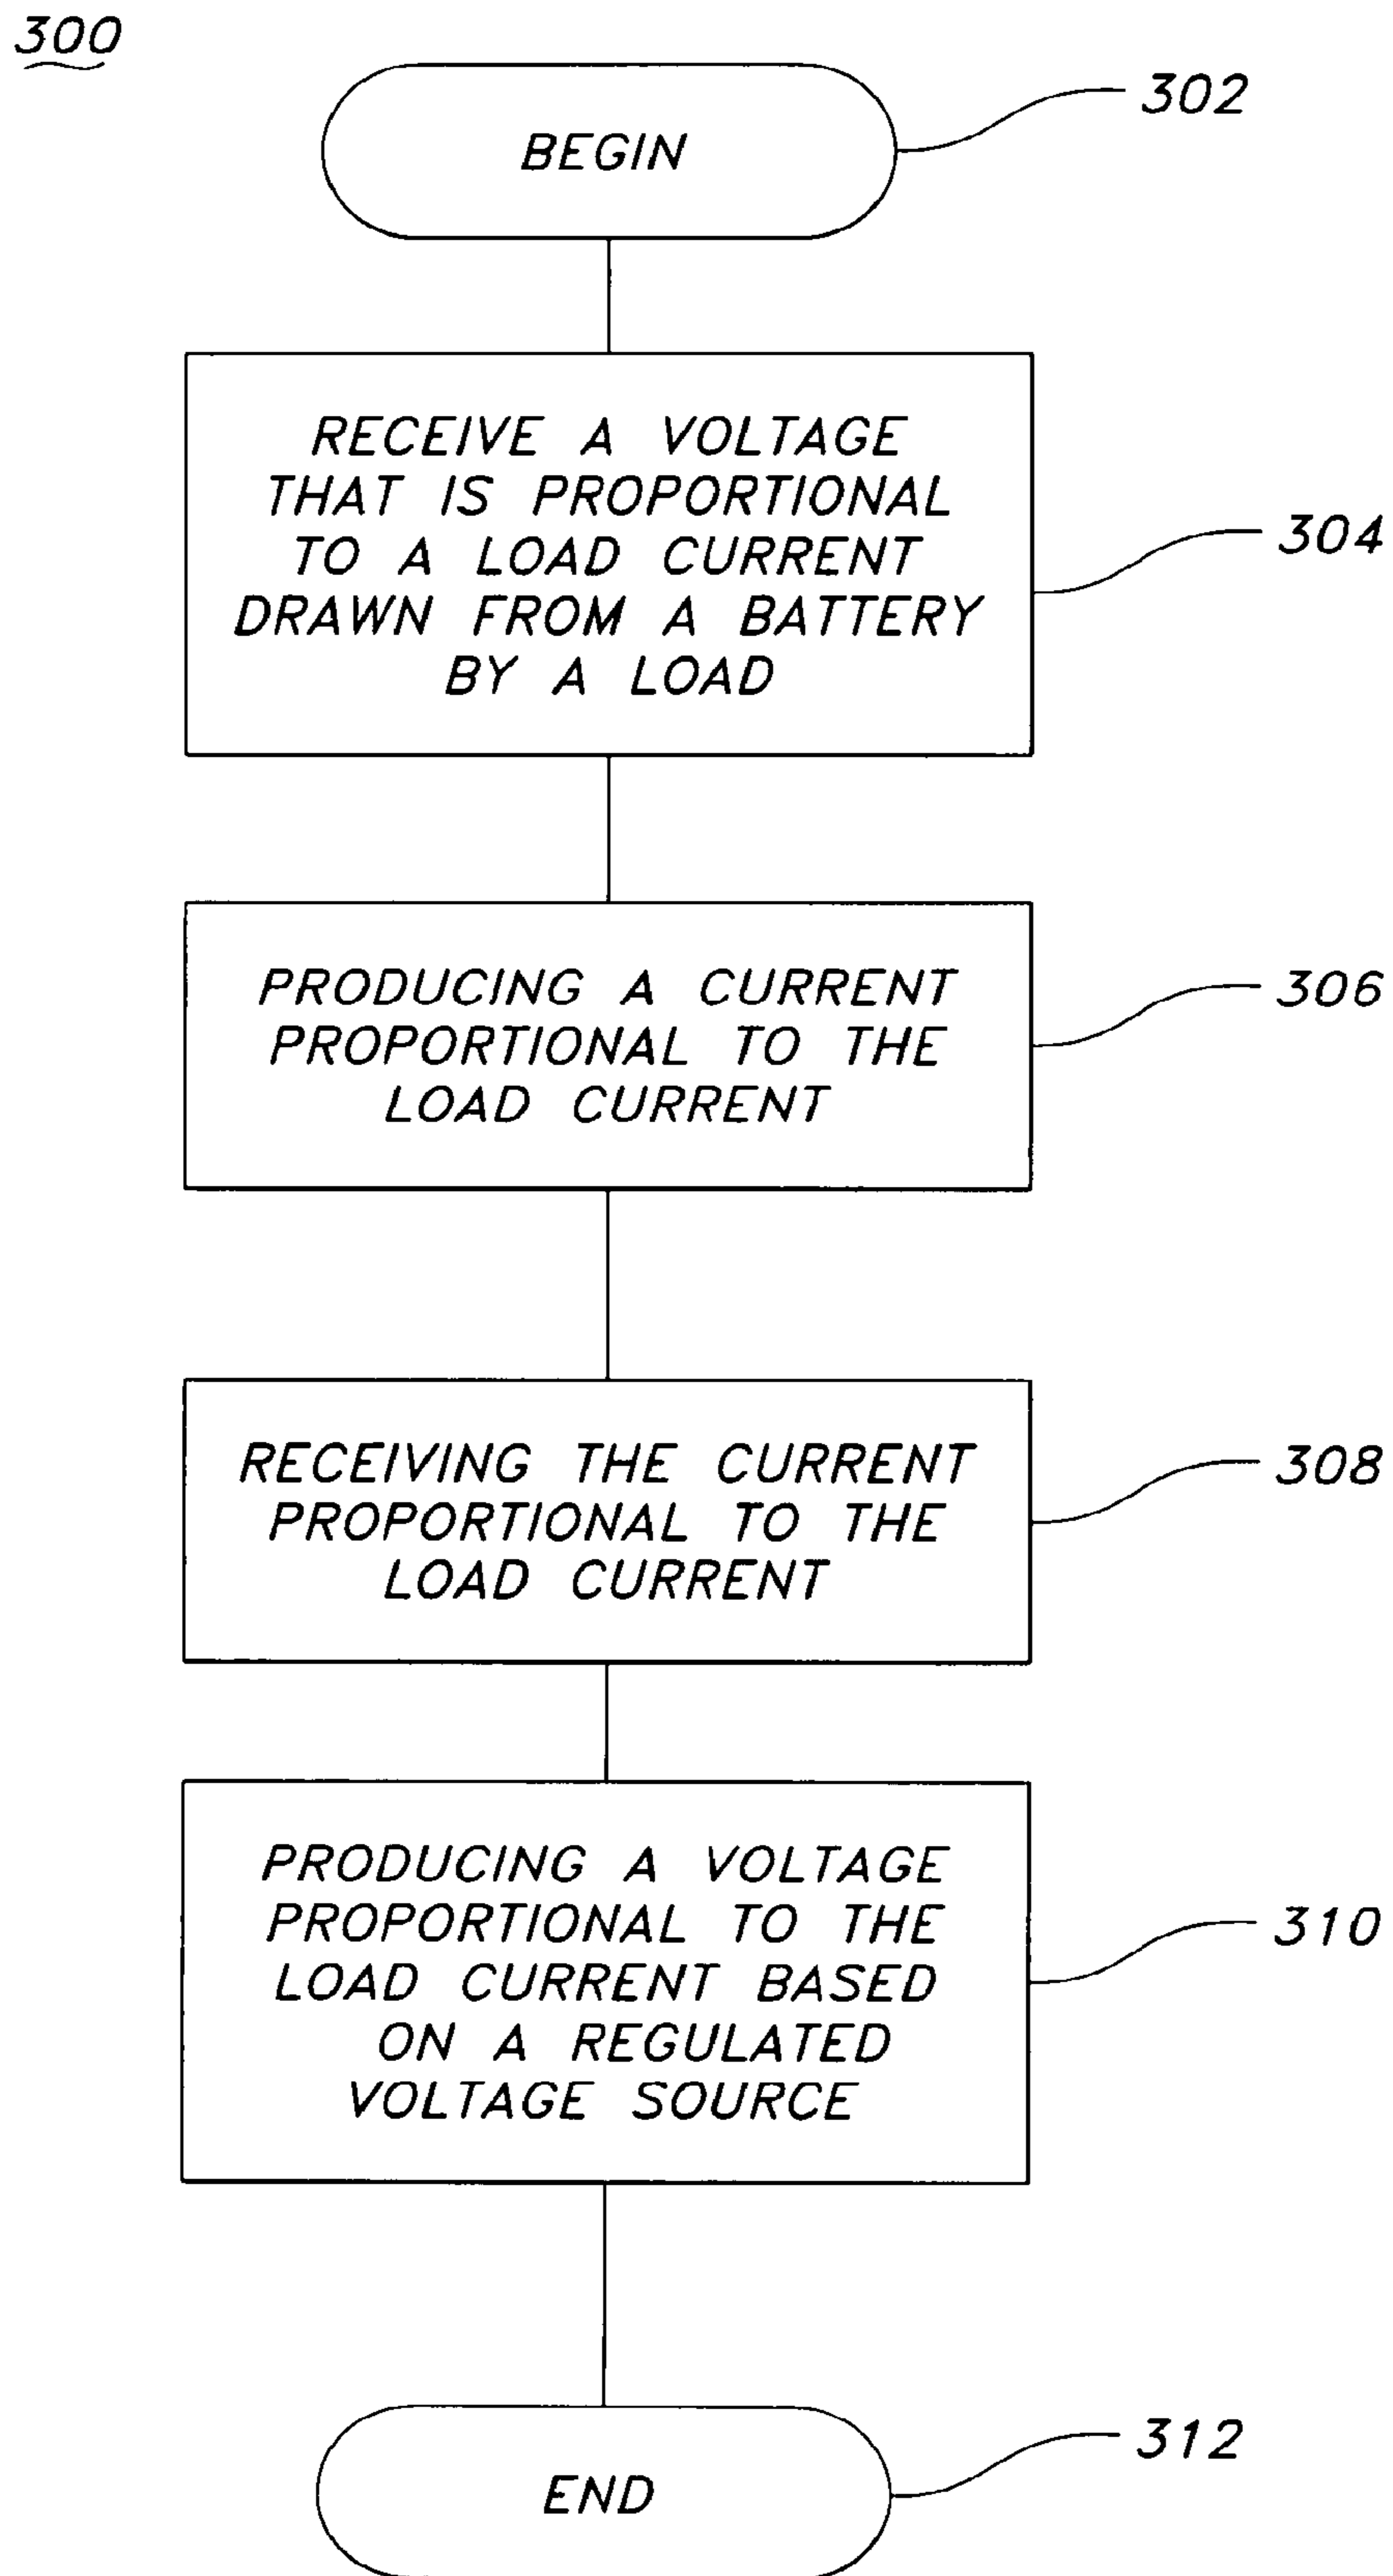 300
302
BEGIN
RECEIVE A VOLTAGE
THAT IS PROPORTIONAL
TO A LOAD CURRENT
DRAWN FROM A BATTERY
BY A LOAD
304
PRODUCING A CURRENT
PROPORTIONAL TO THE
LOAD CURRENT
306
RECEIVING THE CURRENT
PROPORTIONAL TO THE
LOAD CURRENT
308
PRODUCING A VOLTAGE
PROPORTIONAL TO THE
LOAD CURRENT BASED
ON A REGULATED
VOLTAGE SOURCE
310
312
END